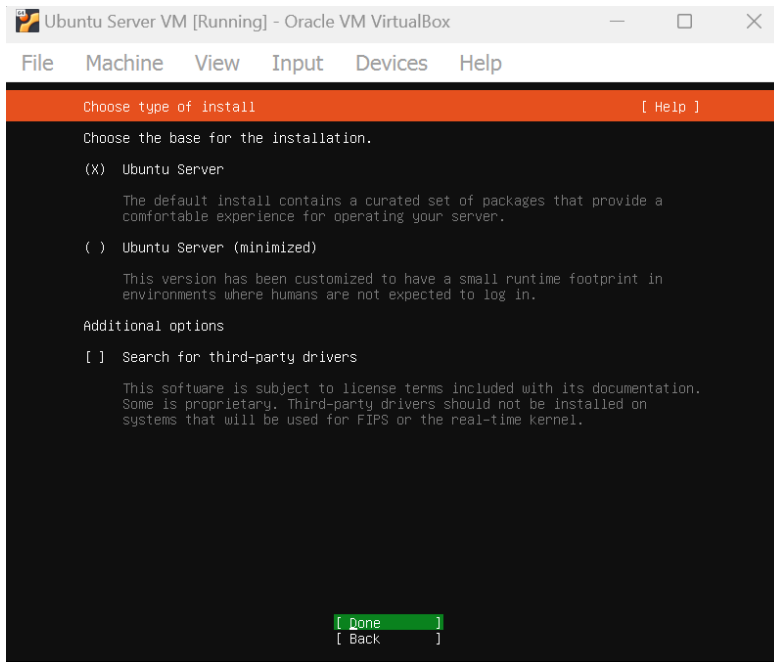 Ubuntu Server VM [Running] - Oracle VM VirtualBox
File Machine View Input Devices Help
Choose type of install [ Help ]
Choose the base for the installation.
(X) Ubuntu Server
The default install contains a curated set of packages that provide a
comfortable experience for operating your server.
( ) Ubuntu Server (minimized)
This version has been customized to have a small runtime footprint in
environments where humans are not expected to log in.
Additional options
[ ] Search for third-party drivers
This software is subject to license terms included with its documentation.
Some is proprietary. Third-party drivers should not be installed on
systems that will be used for FIPS or the real-time kernel.
[ Done ]
[ Back ]